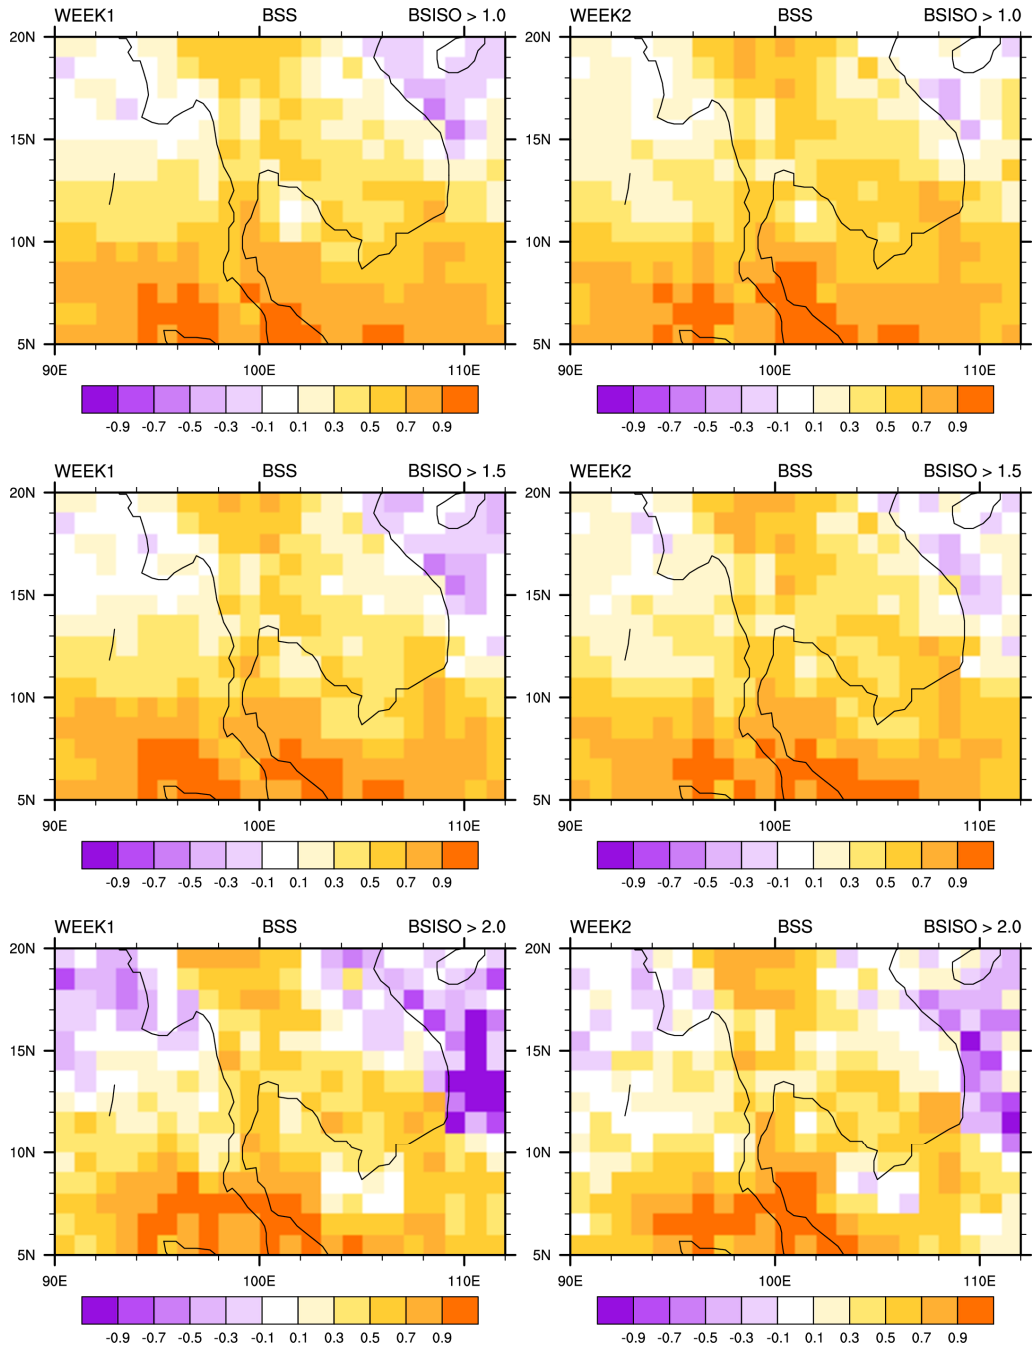 WEEK1 BSS BSISO > 1.0 WEEK2 BSS BSISO > 1.0
20N 20N
15N 15N
10N 10N
5N 5N
90E 100E 110E 90E 100E 110E
-0.9 -0.7 -0.5 -0.3 -0.1 0.1 0.3 0.5 0.7 0.9 -0.9 -0.7 -0.5 -0.3 -0.1 0.1 0.3 0.5 0.7 0.9
WEEK1 BSS BSISO > 1.5 WEEK2 BSS BSISO > 1.5
20N 20N
15N 15N
10N 10N
5N 5N
90E 100E 110E 90E 100E 110E
-0.9 -0.7 -0.5 -0.3 -0.1 0.1 0.3 0.5 0.7 0.9 -0.9 -0.7 -0.5 -0.3 -0.1 0.1 0.3 0.5 0.7 0.9
WEEK1 BSS BSISO > 2.0 WEEK2 BSS BSISO > 2.0
20N 20N
15N 15N
10N 10N
5N 5N
90E 100E 110E 90E 100E 110E
-0.9 -0.7 -0.5 -0.3 -0.1 0.1 0.3 0.5 0.7 0.9 -0.9 -0.7 -0.5 -0.3 -0.1 0.1 0.3 0.5 0.7 0.9